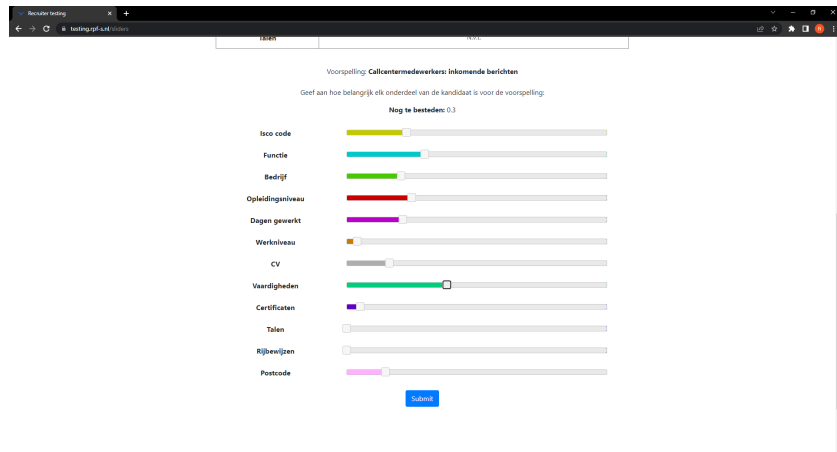 Recruiter testing
testing.rpf-s.nl/sliders
Talen N.v.t.
Voorspelling: Callcentermedewerkers: inkomende berichten
Geef aan hoe belangrijk elk onderdeel van de kandidaat is voor de voorspelling:
Nog te besteden: 0.3
Isco code
Functie
Bedrijf
Opleidingsniveau
Dagen gewerkt
Werkniveau
CV
Vaardigheden
Certificaten
Talen
Rijbewijzen
Postcode
Submit